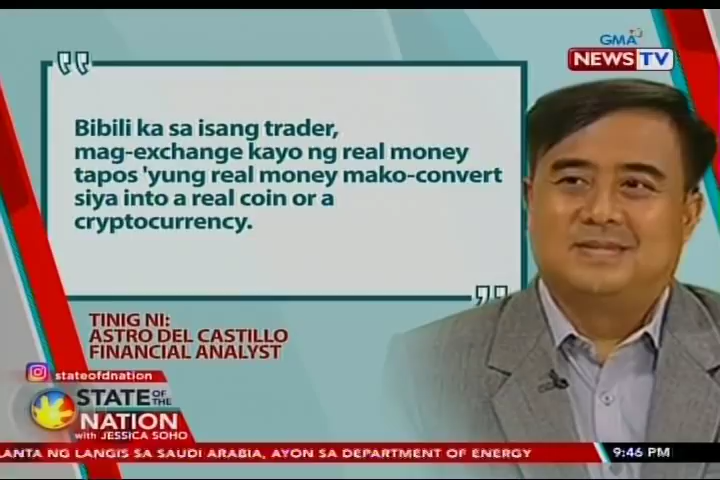 GMA
NEWS TV
Bibili ka sa isang trader,
mag-exchange kayo ng real money
tapos 'yung real money mako-convert
siya into a real coin or a
cryptocurrency.
TINIG NI:
ASTRO DEL CASTILLO
FINANCIAL ANALYST
stateofdnation
STATE OF THE
NATION
with JESSICA SOHO
LANTA NG LANGIS SA SAUDI ARABIA, AYON SA DEPARTMENT OF ENERGY
9:46 PM